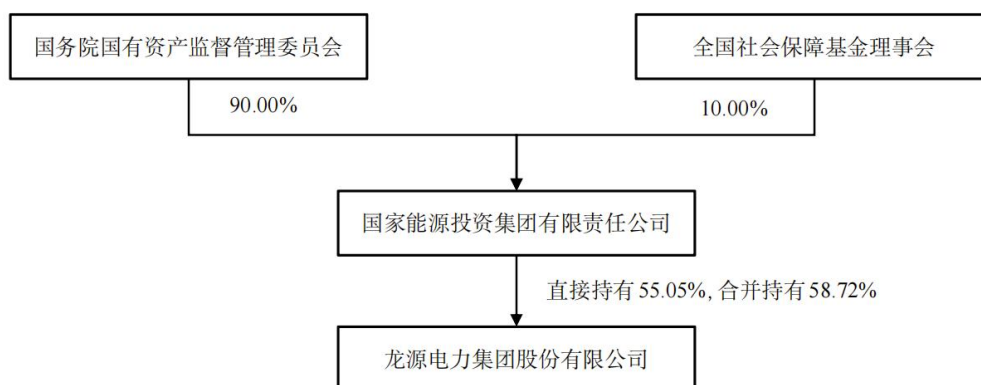 国务院国有资产监督管理委员会
全国社会保障基金理事会
90.00%
10.00%
国家能源投资集团有限责任公司
直接持有 55.05%, 合并持有 58.72%
龙源电力集团股份有限公司